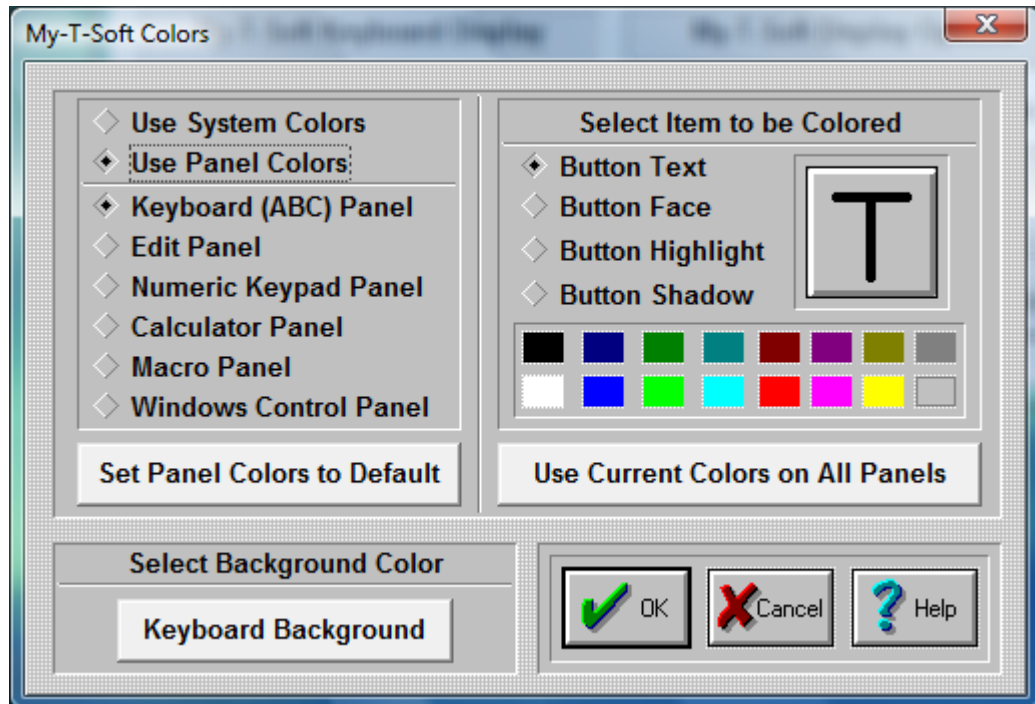 My-T-Soft Colors
Use System Colors
Use Panel Colors
Keyboard (ABC) Panel
Edit Panel
Numeric Keypad Panel
Calculator Panel
Macro Panel
Windows Control Panel
Set Panel Colors to Default
Select Item to be Colored
Button Text
Button Face
Button Highlight
Button Shadow
T
Use Current Colors on All Panels
Select Background Color
Keyboard Background
OK
Cancel
Help